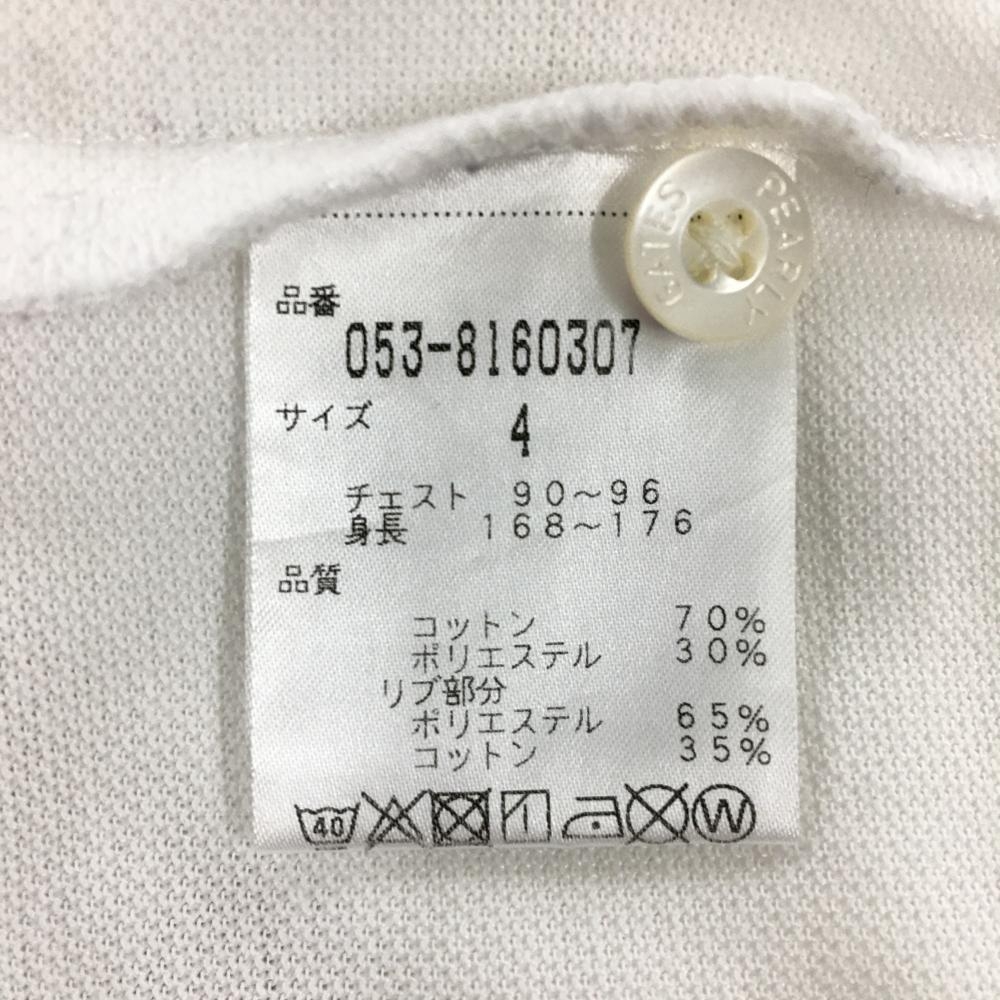 PEARLY GATES
品番
053-8160307
サイズ 4
チェスト 90〜96
身長 168〜176
品質
コットン 70%
ポリエステル 30%
リブ部分
ポリエステル 65%
コットン 35%
40 W